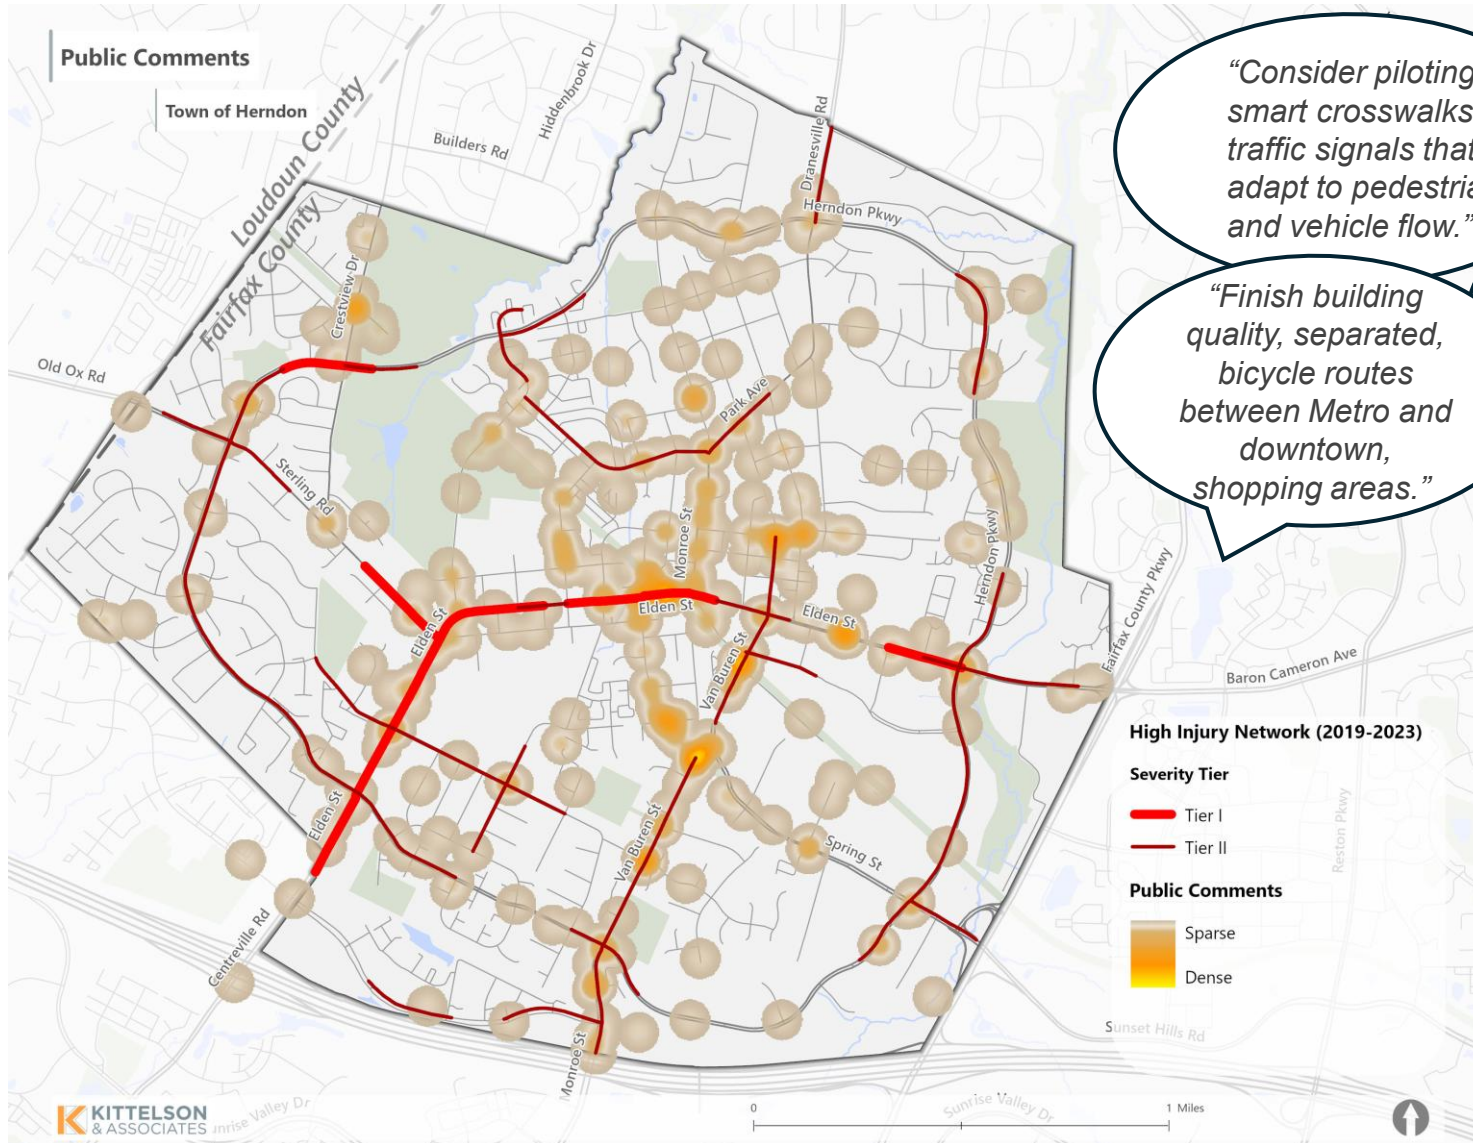 Public Comments
Town of Herndon
Loudoun County
Fairfax County
Builders Rd
Hiddenbrook Dr
Dranesville Rd
Herndon Pkwy
Crestview Dr
Old Ox Rd
Sterling Rd
Park Ave
Monroe St
Elden St
Elden St
Elden St
Elden St
Herndon Pkwy
Van Buren St
Van Buren St
Spring St
Fairfax County Pkwy
Baron Cameron Ave
Reston Pkwy
Centreville Rd
Monroe St
Sunset Hills Rd
Sunrise Valley Dr
“Consider piloting
smart crosswalks
traffic signals that
adapt to pedestria
and vehicle flow.”
“Finish building
quality, separated,
bicycle routes
between Metro and
downtown,
shopping areas.”
High Injury Network (2019-2023)
Severity Tier
Tier I
Tier II
Public Comments
Sparse
Dense
KITTELSON
& ASSOCIATES
nrise Valley Dr
0
1 Miles